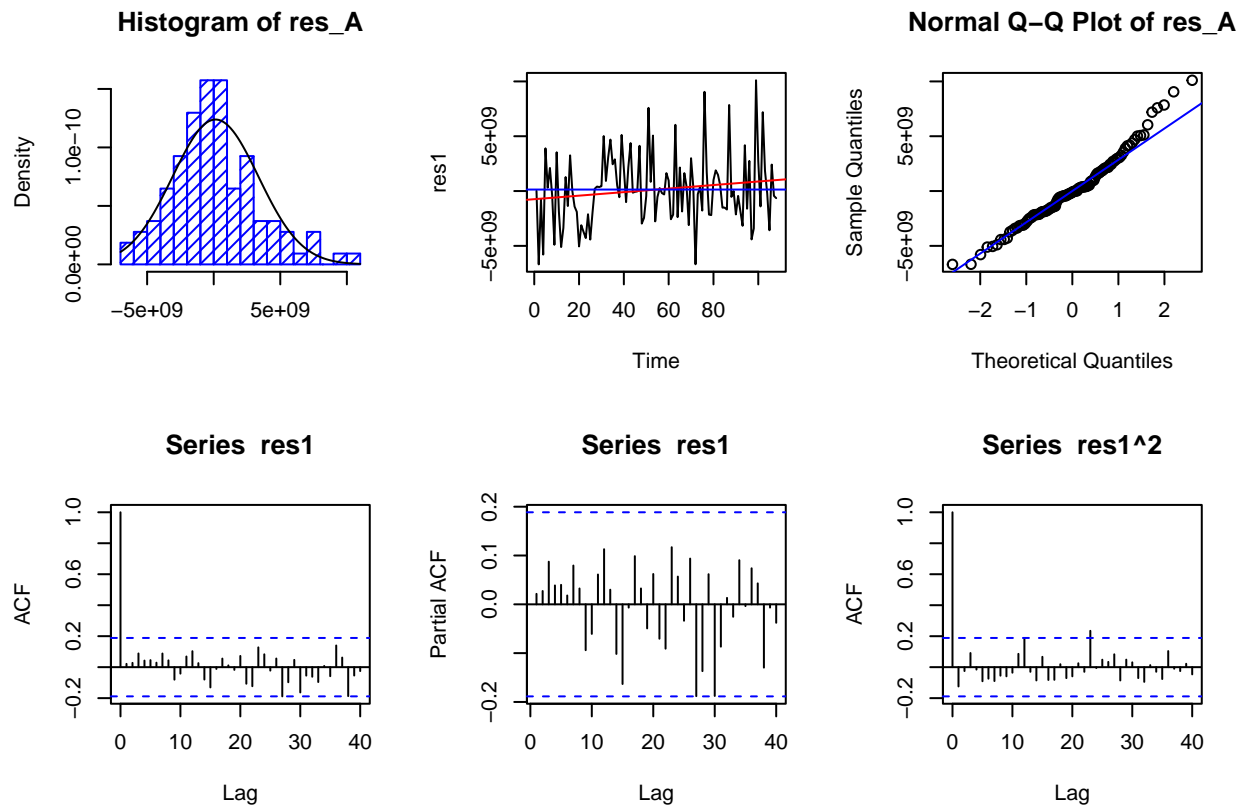 Histogram of res_A
Density
0.0e+00 1.0e−10
−5e+09 5e+09
res1
−5e+09 5e+09
0 20 40 60 80
Time
Normal Q−Q Plot of res_A
Sample Quantiles
−5e+09 5e+09
−2 −1 0 1 2
Theoretical Quantiles
Series res1
ACF
−0.2 0.2 0.6 1.0
0 10 20 30 40
Lag
Series res1
Partial ACF
−0.2 0.0 0.1 0.2
0 10 20 30 40
Lag
Series res1^2
ACF
−0.2 0.2 0.6 1.0
0 10 20 30 40
Lag